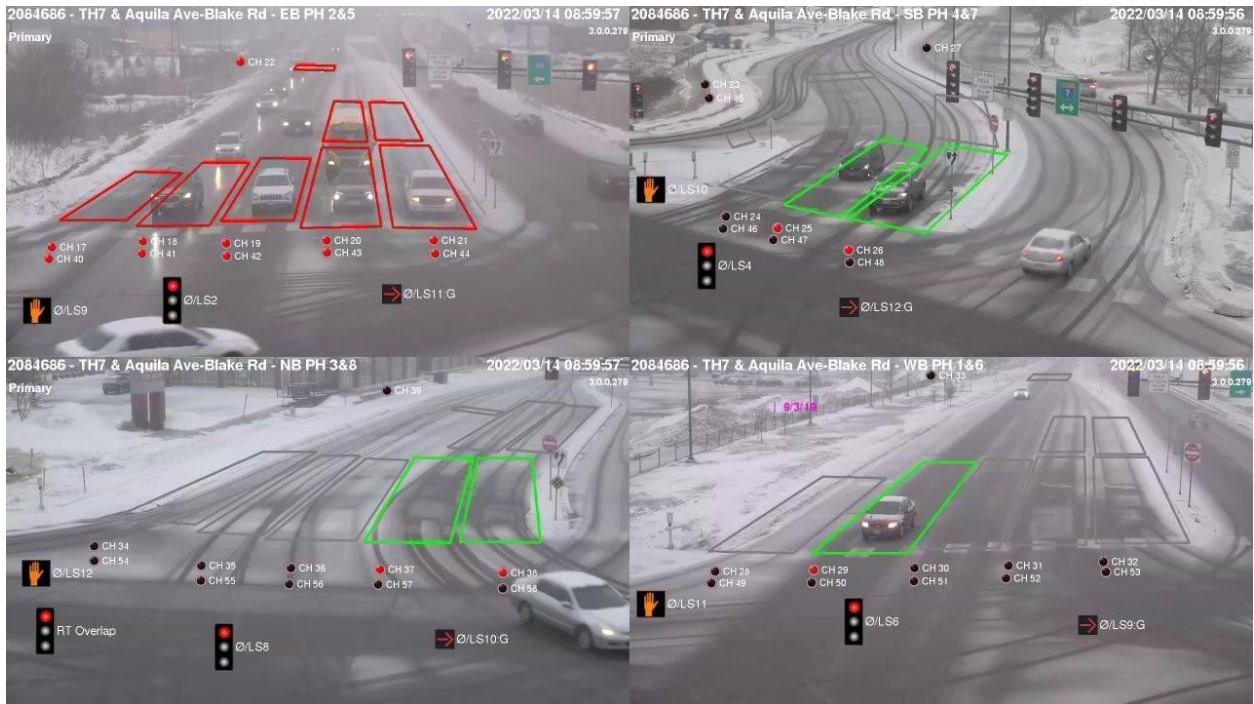 2084686 - TH7 & Aquila Ave-Blake Rd - EB PH 2&5 2022/03/14 08:59:57
Primary 3.0.0.279
CH 22
CH 17 CH 18 CH 19 CH 20 CH 21
CH 40 CH 41 CH 42 CH 43 CH 44
Ø/LS9 Ø/LS2 Ø/LS11:G
2084686 - TH7 & Aquila Ave-Blake Rd - SB PH 4&7 2022/03/14 08:59:56
Primary 3.0.0.279
CH 27
CH 23
CH 45
7
Ø/LS10
CH 24 CH 25 CH 26
CH 46 CH 47 CH 48
Ø/LS4 Ø/LS12:G
2084686 - TH7 & Aquila Ave-Blake Rd - NB PH 3&8 2022/03/14 08:59:57
Primary 3.0.0.279
CH 39
CH 34 CH 35 CH 36 CH 37 CH 38
CH 54 CH 55 CH 56 CH 57 CH 58
Ø/LS12
RT Overlap Ø/LS8 Ø/LS10:G
2084686 - TH7 & Aquila Ave-Blake Rd - WB PH 1&6 2022/03/14 08:59:56
3.0.0.279
CH 33
9/3/19
CH 28 CH 29 CH 30 CH 31 CH 32
CH 49 CH 50 CH 51 CH 52 CH 53
Ø/LS11 Ø/LS6 Ø/LS9:G